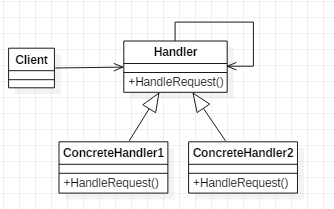 Handler
Client
+HandleRequest()
ConcreteHandler1
ConcreteHandler2
+HandleRequest()
+HandleRequest()